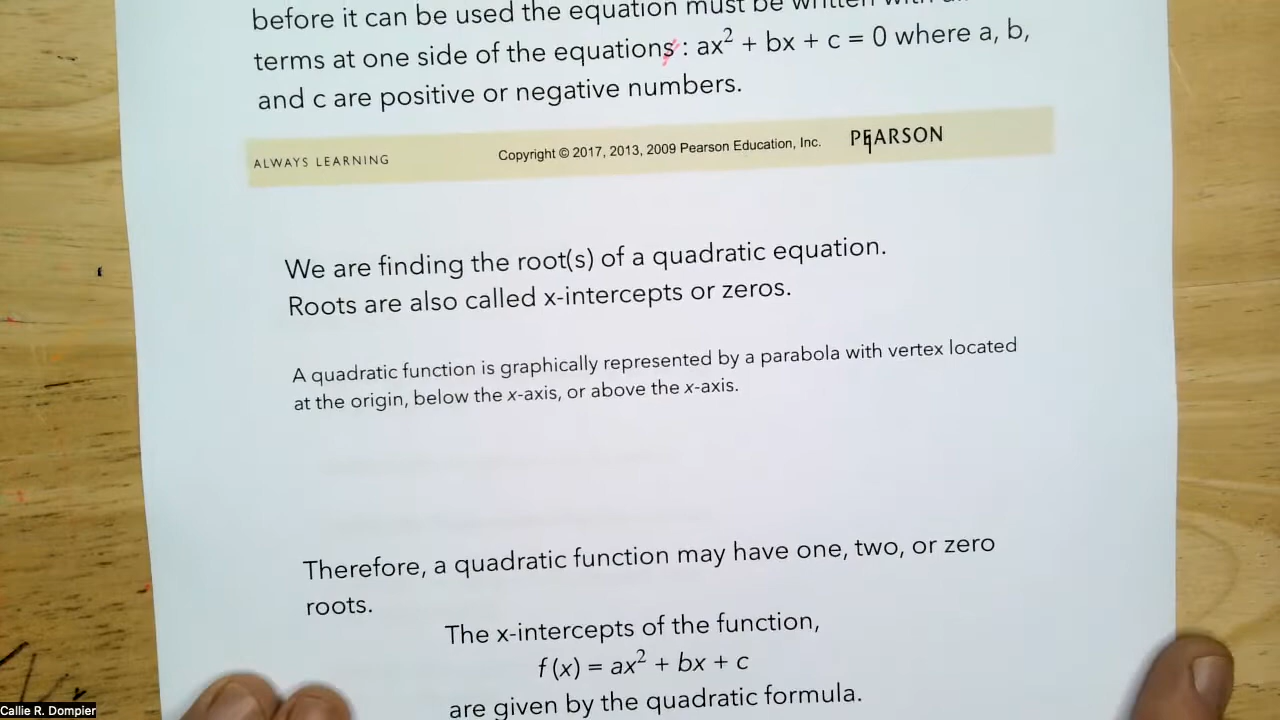 before it can be used the equation must be written with
terms at one side of the equations : ax² + bx + c = 0 where a, b,
and c are positive or negative numbers.
ALWAYS LEARNING Copyright © 2017, 2013, 2009 Pearson Education, Inc. PEARSON
We are finding the root(s) of a quadratic equation.
Roots are also called x-intercepts or zeros.
A quadratic function is graphically represented by a parabola with vertex located
at the origin, below the x-axis, or above the x-axis.
Therefore, a quadratic function may have one, two, or zero
roots.
The x-intercepts of the function,
f (x) = ax² + bx + c
are given by the quadratic formula.
Callie R. Dompier